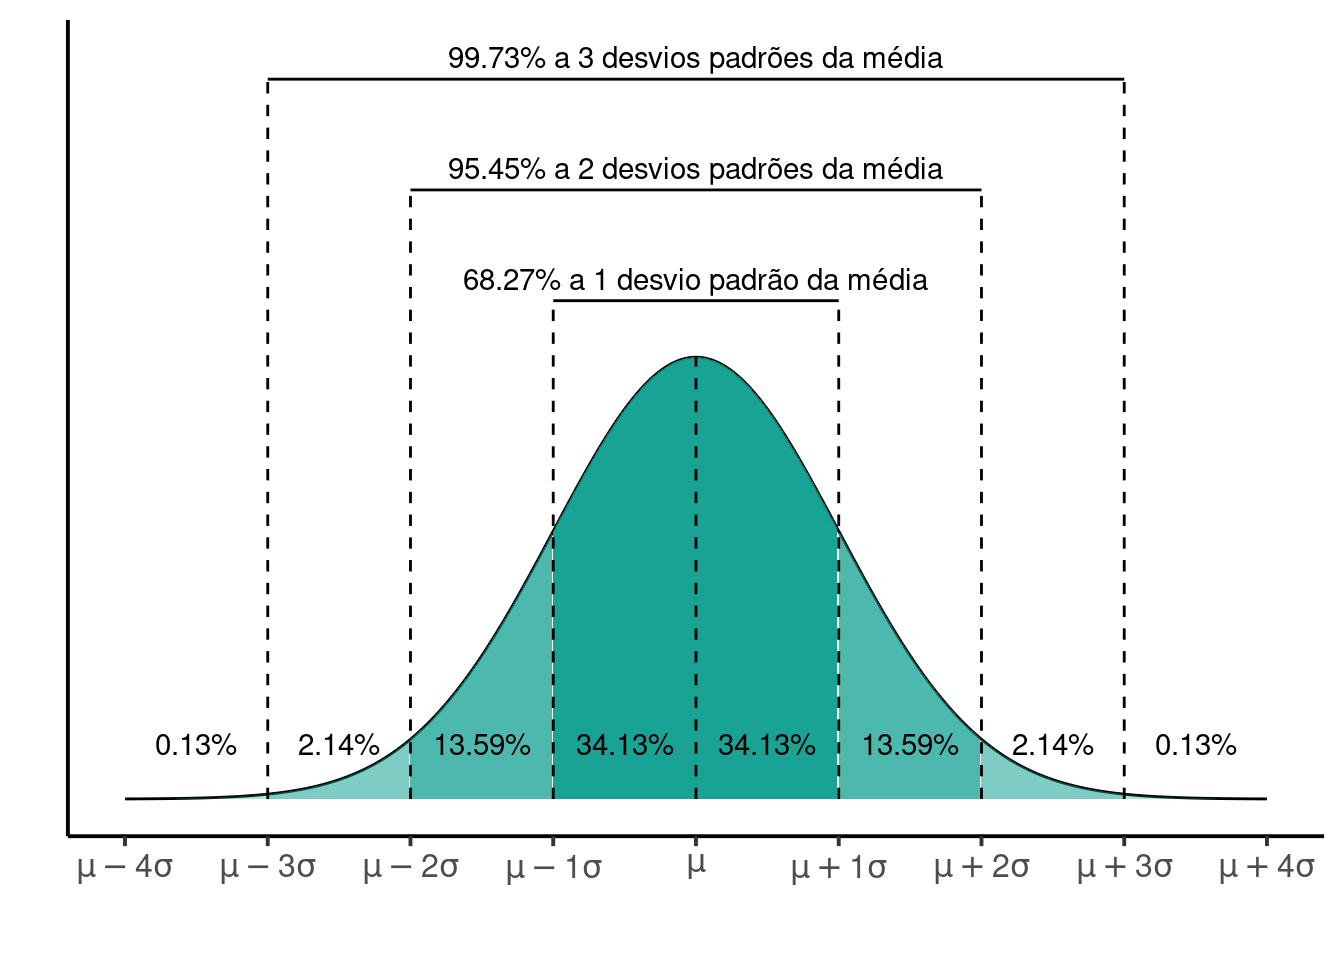 99.73% a 3 desvios padrões da média
95.45% a 2 desvios padrões da média
68.27% a 1 desvio padrão da média
0.13% 2.14% 13.59% 34.13% 34.13% 13.59% 2.14% 0.13%
μ − 4σ μ − 3σ μ − 2σ μ − 1σ μ μ + 1σ μ + 2σ μ + 3σ μ + 4σ